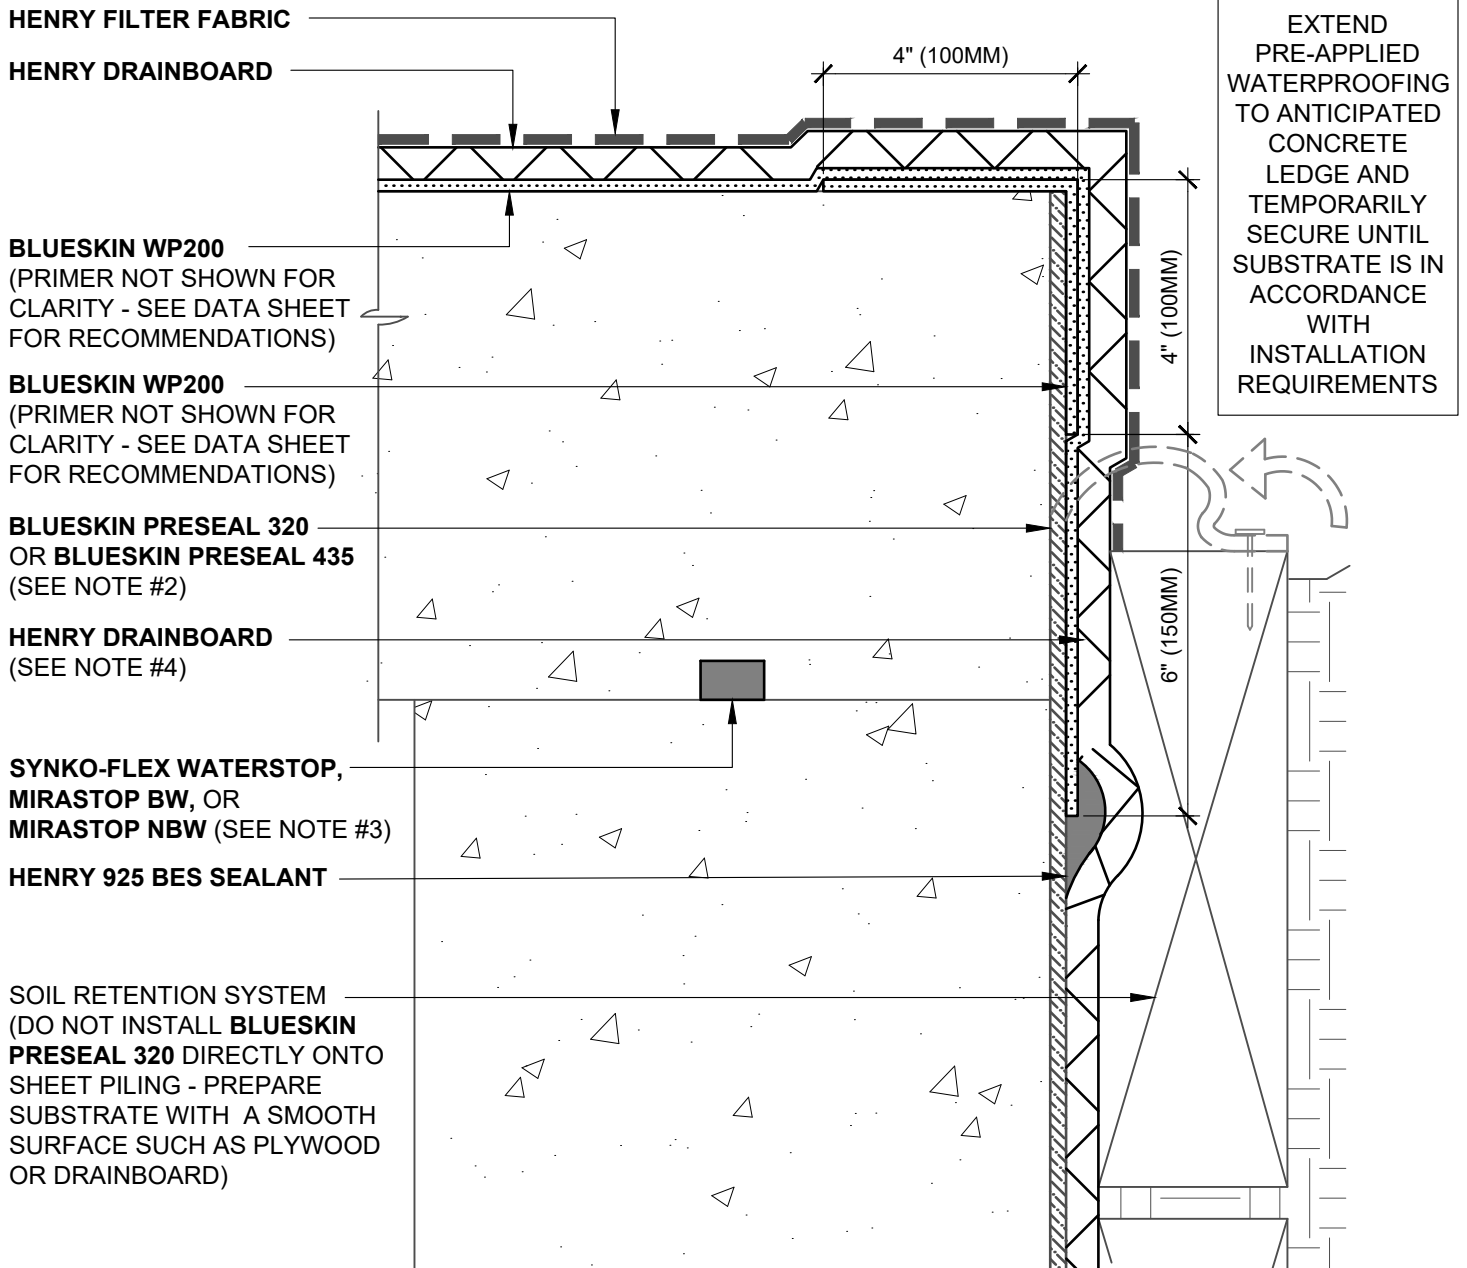 HENRY FILTER FABRIC
HENRY DRAINBOARD
4" (100MM)
EXTEND
PRE-APPLIED
WATERPROOFING
TO ANTICIPATED
CONCRETE
LEDGE AND
TEMPORARILY
SECURE UNTIL
SUBSTRATE IS IN
ACCORDANCE
WITH
INSTALLATION
REQUIREMENTS
BLUESKIN WP200
(PRIMER NOT SHOWN FOR
CLARITY - SEE DATA SHEET
FOR RECOMMENDATIONS)
4" (100MM)
BLUESKIN WP200
(PRIMER NOT SHOWN FOR
CLARITY - SEE DATA SHEET
FOR RECOMMENDATIONS)
BLUESKIN PRESEAL 320
OR BLUESKIN PRESEAL 435
(SEE NOTE #2)
6" (150MM)
HENRY DRAINBOARD
(SEE NOTE #4)
SYNKO-FLEX WATERSTOP,
MIRASTOP BW, OR
MIRASTOP NBW (SEE NOTE #3)
HENRY 925 BES SEALANT
SOIL RETENTION SYSTEM
(DO NOT INSTALL BLUESKIN
PRESEAL 320 DIRECTLY ONTO
SHEET PILING - PREPARE
SUBSTRATE WITH A SMOOTH
SURFACE SUCH AS PLYWOOD
OR DRAINBOARD)